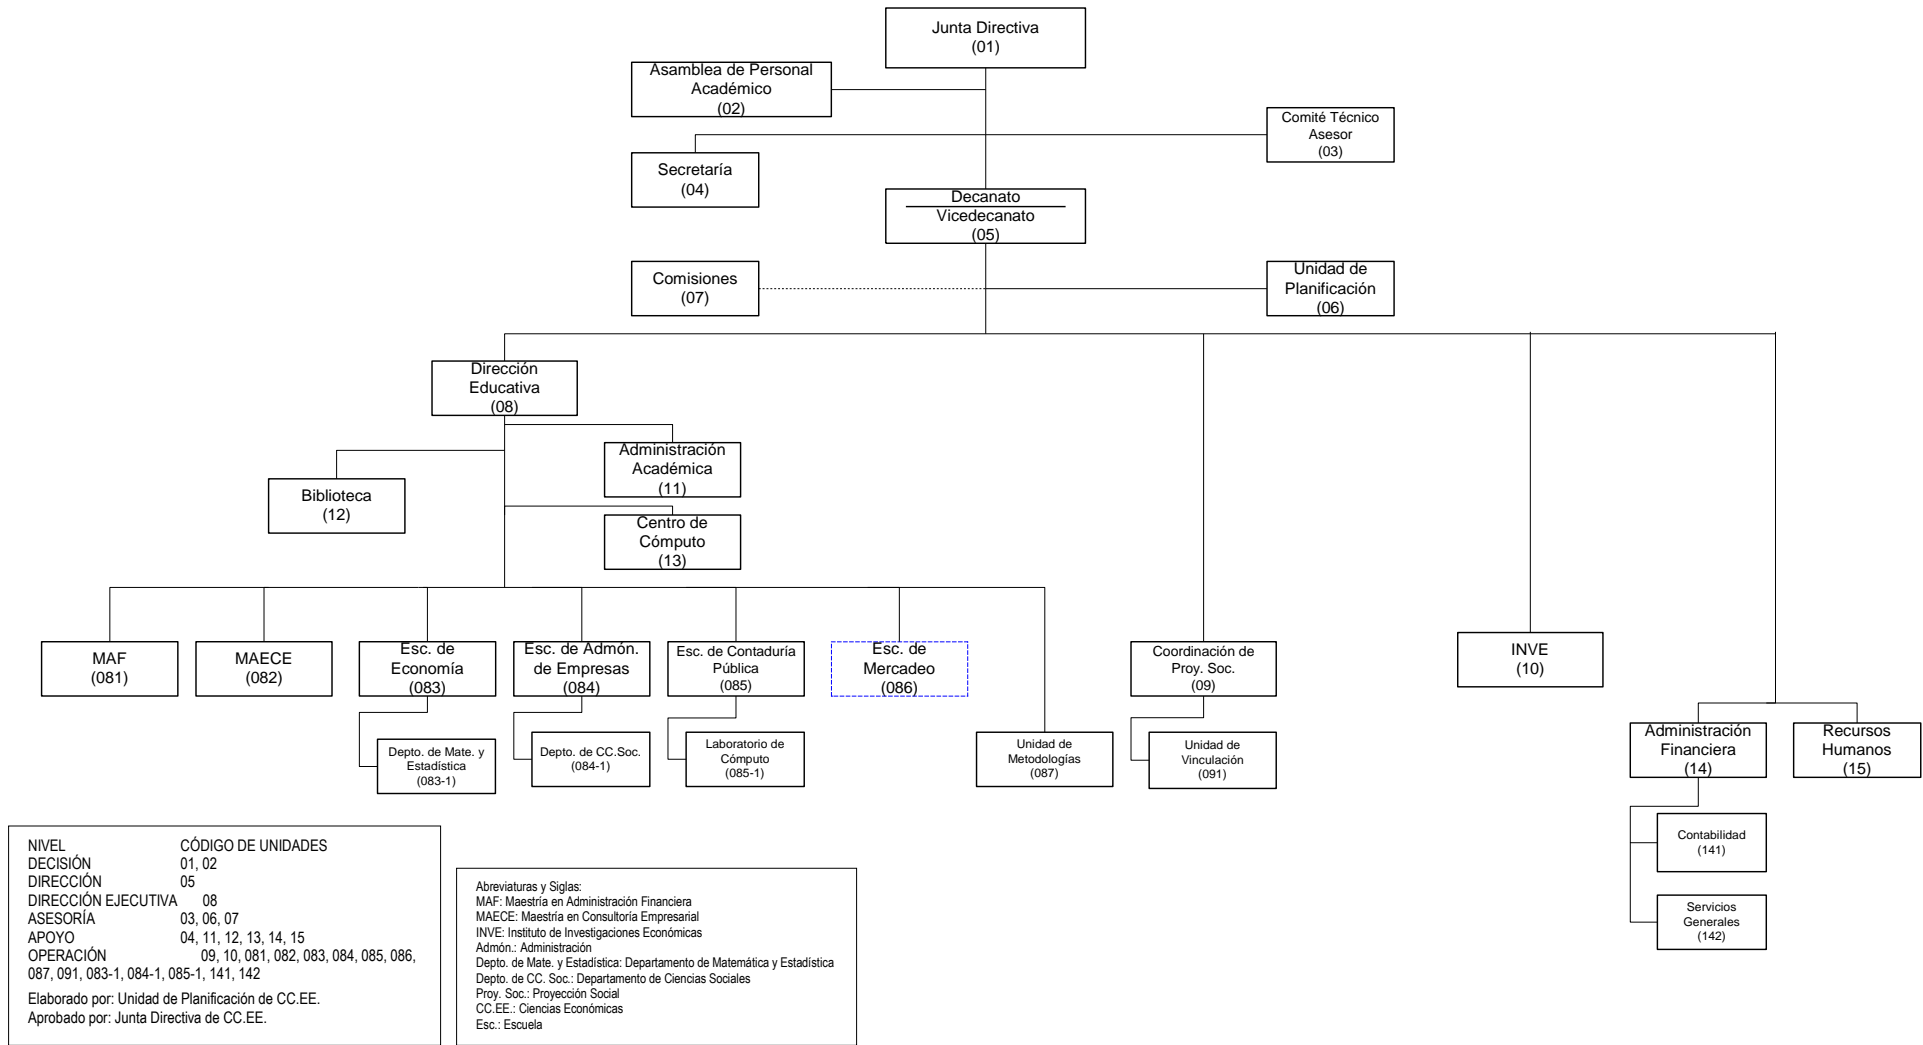 Junta Directiva
(01)
Asamblea de Personal
Académico
(02)
Comité Técnico
Asesor
(03)
Secretaría
(04)
Decanato
Vicedecanato
(05)
Comisiones
(07)
Unidad de
Planificación
(06)
Dirección
Educativa
(08)
Administración
Académica
(11)
Biblioteca
(12)
Centro de
Cómputo
(13)
MAF
(081)
MAECE
(082)
Esc. de
Economía
(083)
Esc. de Admón.
de Empresas
(084)
Esc. de Contaduría
Pública
(085)
Esc. de
Mercadeo
(086)
Coordinación de
Proy. Soc.
(09)
INVE
(10)
Depto. de Mate. y
Estadística
(083-1)
Depto. de CC.Soc.
(084-1)
Laboratorio de
Cómputo
(085-1)
Unidad de
Metodologías
(087)
Unidad de
Vinculación
(091)
Administración
Financiera
(14)
Recursos
Humanos
(15)
Contabilidad
(141)
Servicios
Generales
(142)
NIVEL CÓDIGO DE UNIDADES
DECISIÓN 01, 02
DIRECCIÓN 05
DIRECCIÓN EJECUTIVA 08
ASESORÍA 03, 06, 07
APOYO 04, 11, 12, 13, 14, 15
OPERACIÓN 09, 10, 081, 082, 083, 084, 085, 086,
087, 091, 083-1, 084-1, 085-1, 141, 142
Elaborado por: Unidad de Planificación de CC.EE.
Aprobado por: Junta Directiva de CC.EE.
Abreviaturas y Siglas:
MAF: Maestría en Administración Financiera
MAECE: Maestría en Consultoría Empresarial
INVE: Instituto de Investigaciones Económicas
Admón.: Administración
Depto. de Mate. y Estadística: Departamento de Matemática y Estadística
Depto. de CC. Soc.: Departamento de Ciencias Sociales
Proy. Soc.: Proyección Social
CC.EE.: Ciencias Económicas
Esc.: Escuela